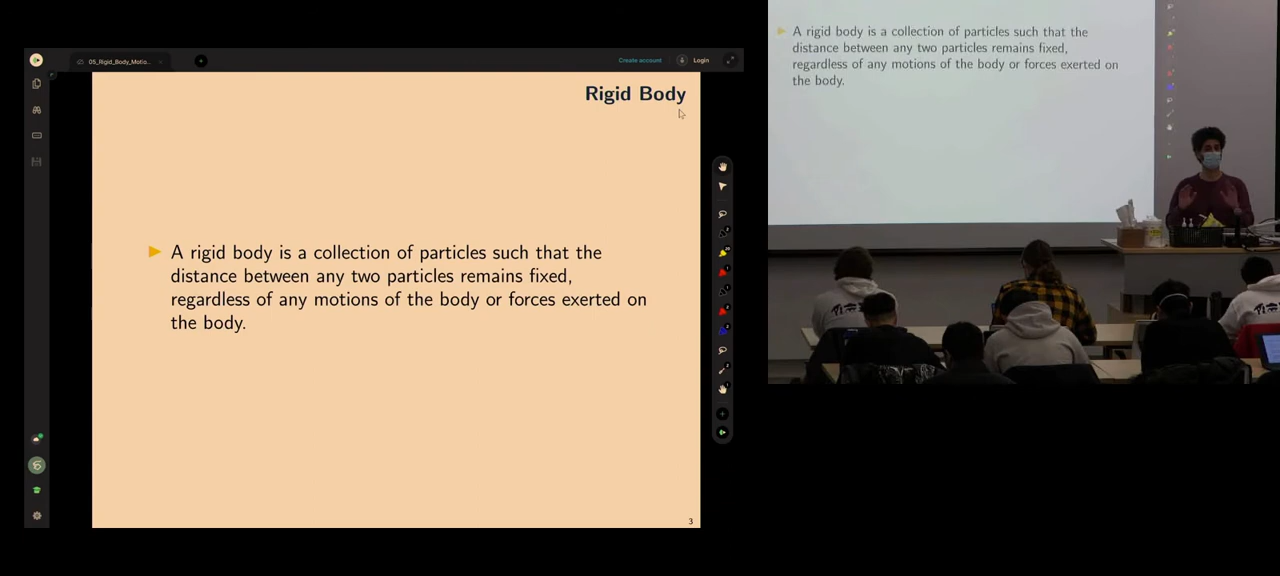 05_Rigid_Body_Motio...
Create account
Login
Rigid Body
A rigid body is a collection of particles such that the
distance between any two particles remains fixed,
regardless of any motions of the body or forces exerted on
the body.
3
A rigid body is a collection of particles such that the
distance between any two particles remains fixed,
regardless of any motions of the body or forces exerted on
the body.